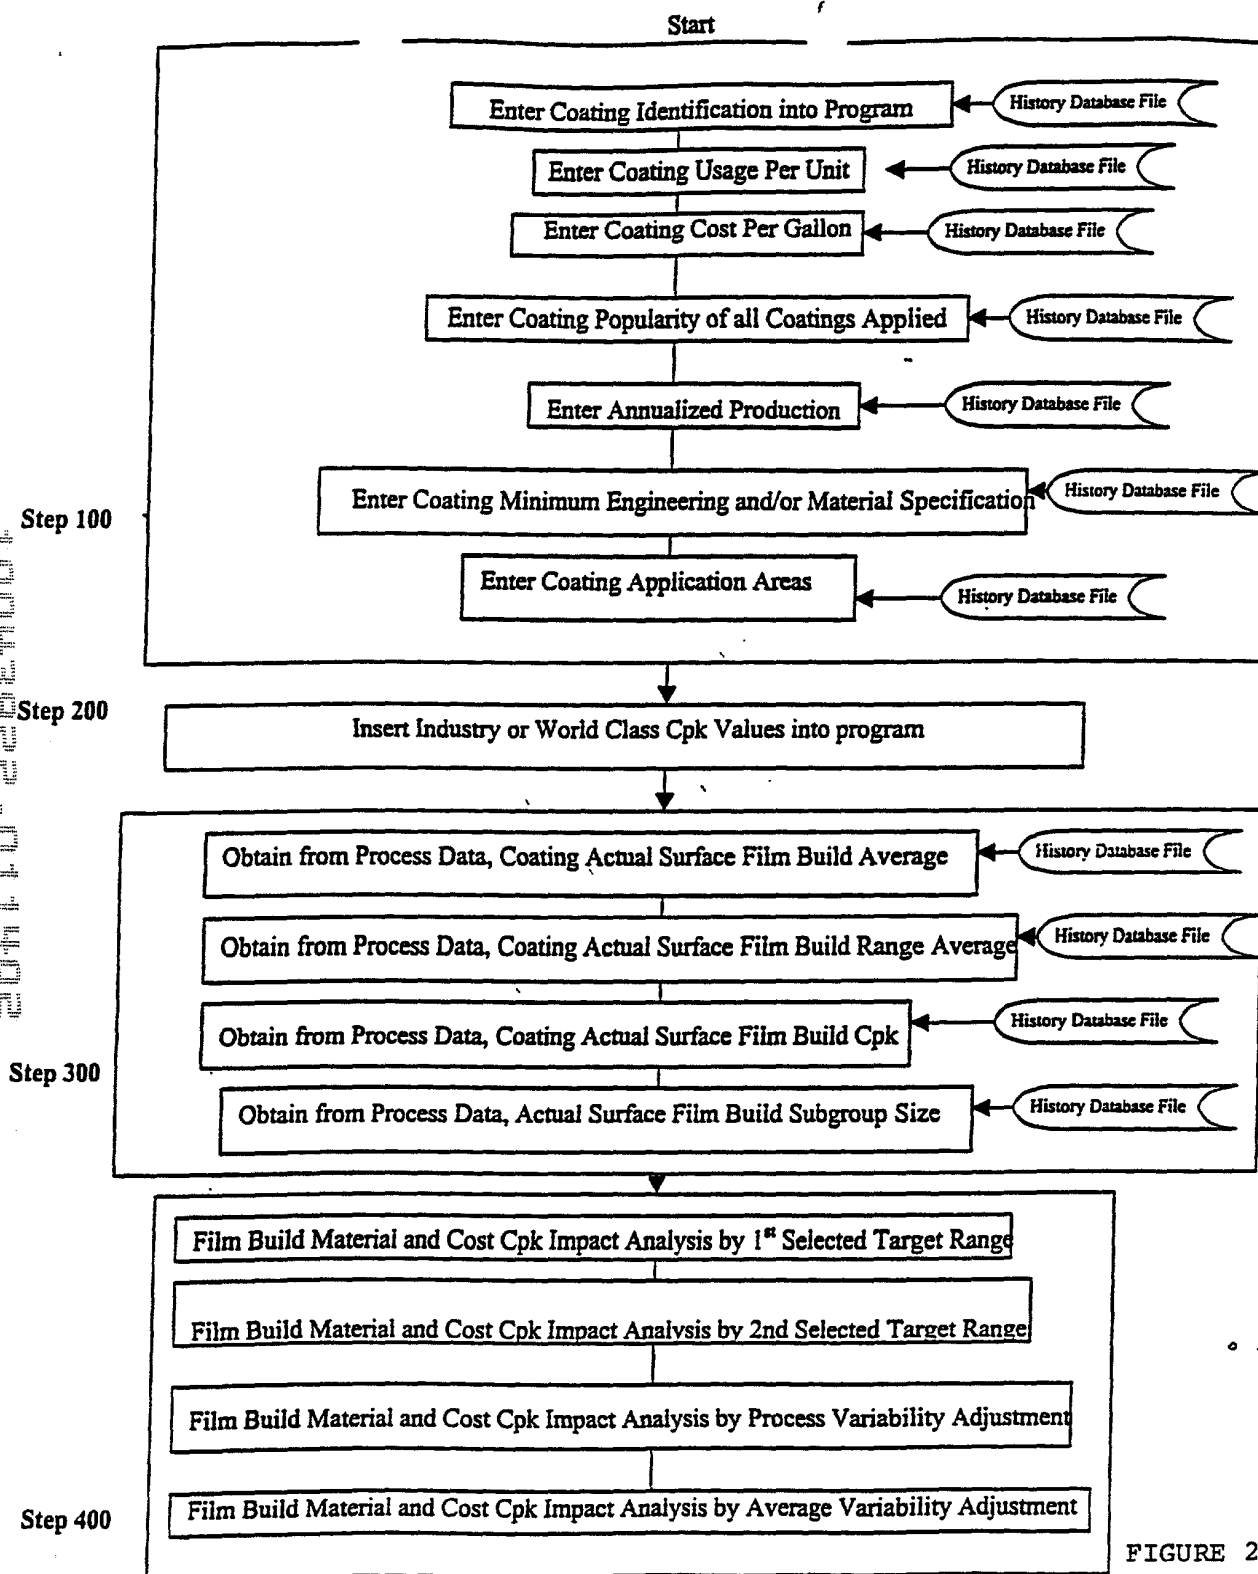 Start
Enter Coating Identification into Program
History Database File
Enter Coating Usage Per Unit
History Database File
Enter Coating Cost Per Gallon
History Database File
Enter Coating Popularity of all Coatings Applied
History Database File
Enter Annualized Production
History Database File
Enter Coating Minimum Engineering and/or Material Specification
History Database File
Step 100
Enter Coating Application Areas
History Database File
Step 200
Insert Industry or World Class Cpk Values into program
Obtain from Process Data, Coating Actual Surface Film Build Average
History Database File
Obtain from Process Data, Coating Actual Surface Film Build Range Average
History Database File
Obtain from Process Data, Coating Actual Surface Film Build Cpk
History Database File
Step 300
Obtain from Process Data, Actual Surface Film Build Subgroup Size
History Database File
Film Build Material and Cost Cpk Impact Analysis by 1st Selected Target Range
Film Build Material and Cost Cpk Impact Analysis by 2nd Selected Target Range
Film Build Material and Cost Cpk Impact Analysis by Process Variability Adjustment
Step 400
Film Build Material and Cost Cpk Impact Analysis by Average Variability Adjustment
FIGURE 2